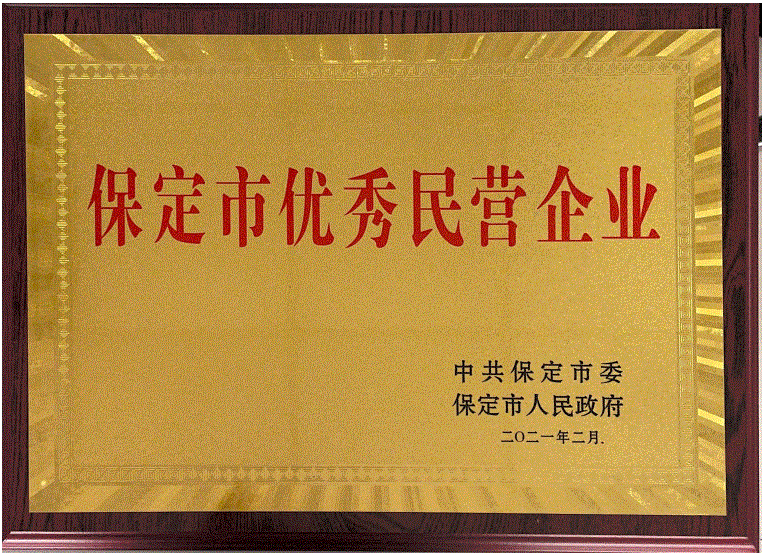 保定市优秀民营企业
中共保定市委
保定市人民政府
二〇二一年二月